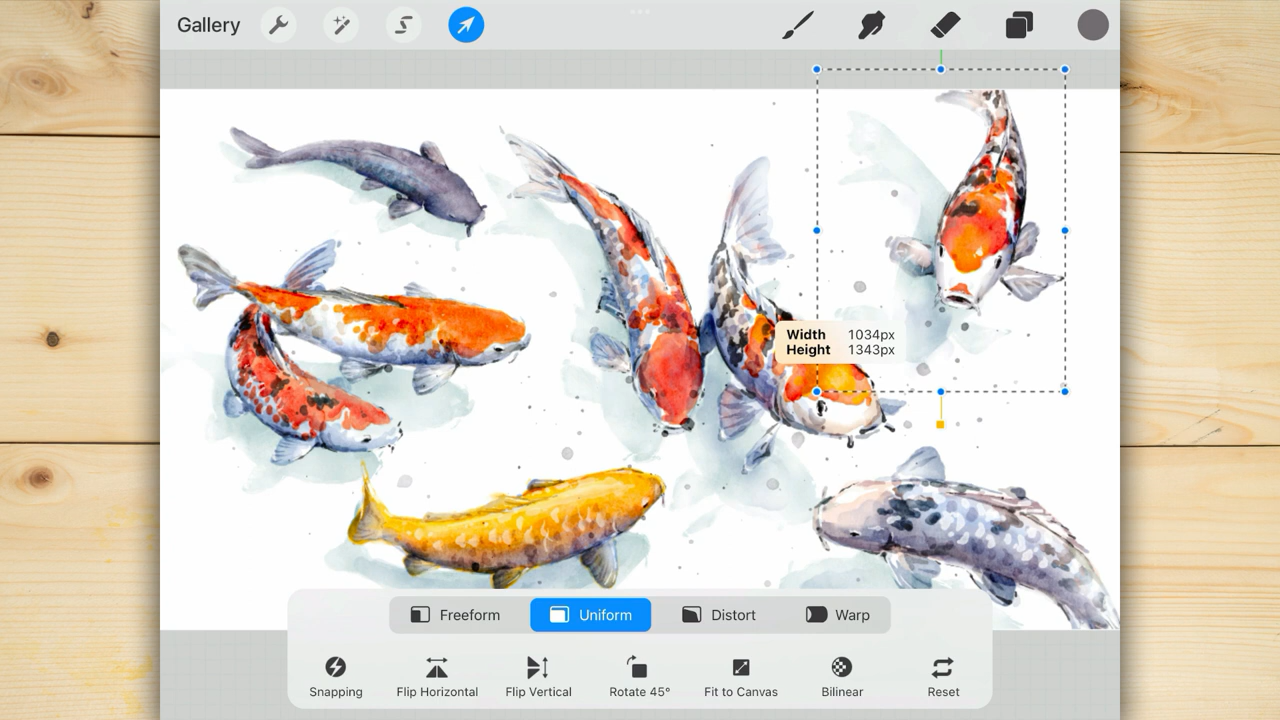 Gallery
Width 1034px
Height 1343px
Freeform Uniform Distort Warp
Snapping Flip Horizontal Flip Vertical Rotate 45° Fit to Canvas Bilinear Reset